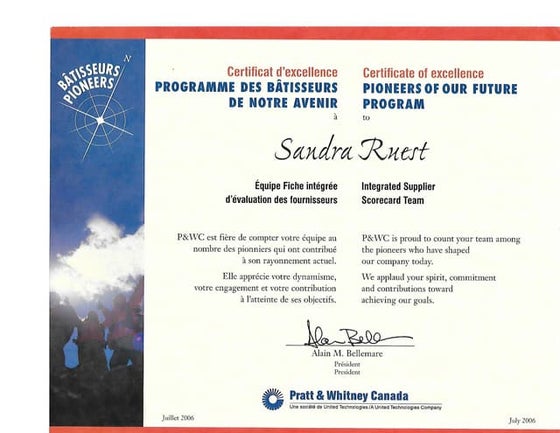 BÂTISSEURS
PIONEERS
N
Certificat d'excellence
PROGRAMME DES BÂTISSEURS
DE NOTRE AVENIR
à
Certificate of excellence
PIONEERS OF OUR FUTURE
PROGRAM
to
Sandra Ruest
Équipe Fiche intégrée
d'évaluation des fournisseurs
Integrated Supplier
Scorecard Team
P&WC est fière de compter votre équipe au
nombre des pionniers qui ont contribué
à son rayonnement actuel.
Elle apprécie votre dynamisme,
votre engagement et votre contribution
à l'atteinte de ses objectifs.
P&WC is proud to count your team among
the pioneers who have shaped
our company today.
We applaud your spirit, commitment
and contributions toward
achieving our goals.
Alan M. Bellemare
Président
President
Pratt & Whitney Canada
Une société de United Technologies / A United Technologies Company
Juillet 2006
July 2006